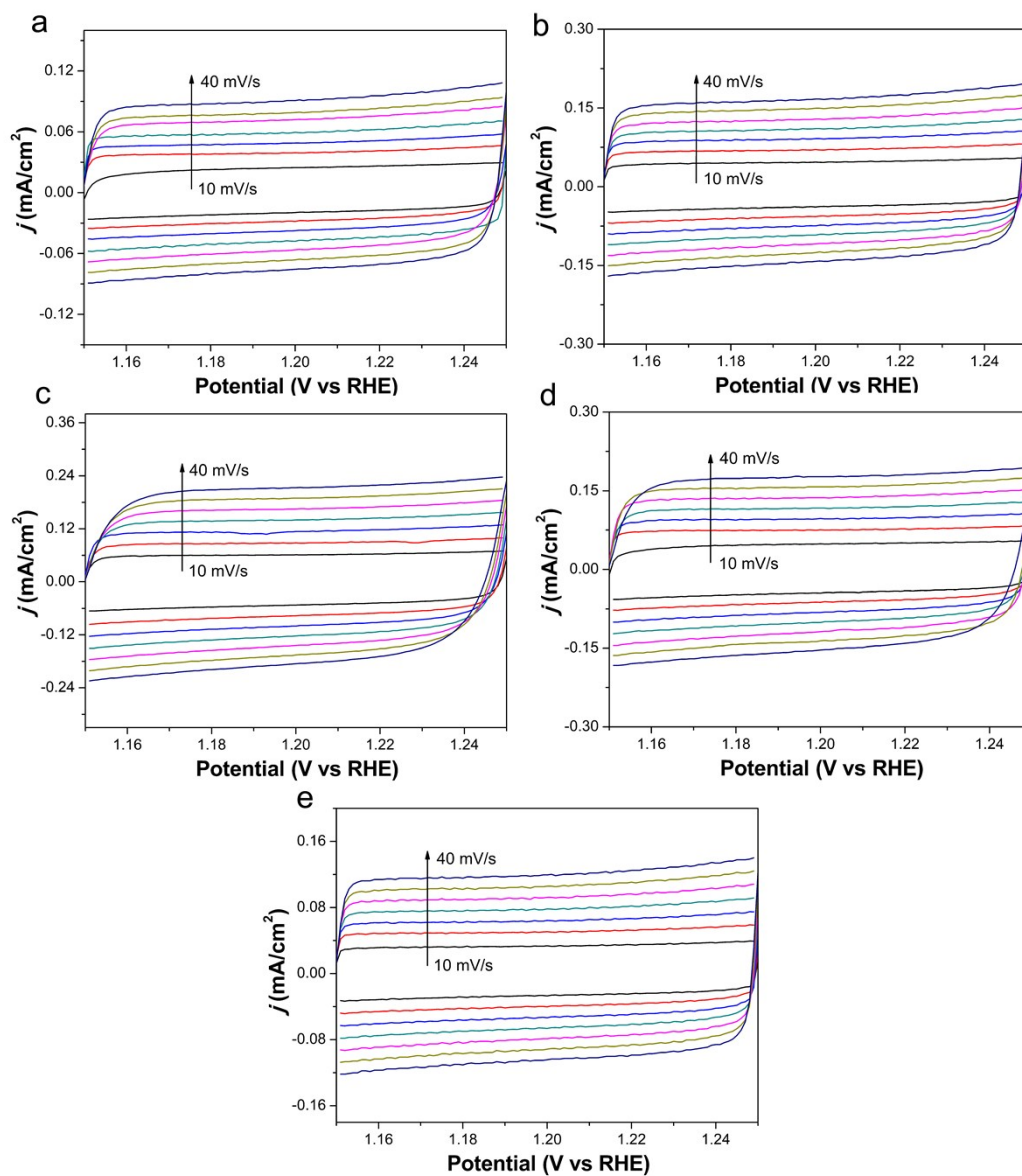 a
0.12
0.06
0.00
-0.06
-0.12
j (mA/cm²)
40 mV/s
10 mV/s
1.16 1.18 1.20 1.22 1.24
Potential (V vs RHE)
b
0.30
0.15
0.00
-0.15
-0.30
j (mA/cm²)
40 mV/s
10 mV/s
1.16 1.18 1.20 1.22 1.24
Potential (V vs RHE)
c
0.36
0.24
0.12
0.00
-0.12
-0.24
j (mA/cm²)
40 mV/s
10 mV/s
1.16 1.18 1.20 1.22 1.24
Potential (V vs RHE)
d
0.30
0.15
0.00
-0.15
-0.30
j (mA/cm²)
40 mV/s
10 mV/s
1.16 1.18 1.20 1.22 1.24
Potential (V vs RHE)
e
0.16
0.08
0.00
-0.08
-0.16
j (mA/cm²)
40 mV/s
10 mV/s
1.16 1.18 1.20 1.22 1.24
Potential (V vs RHE)